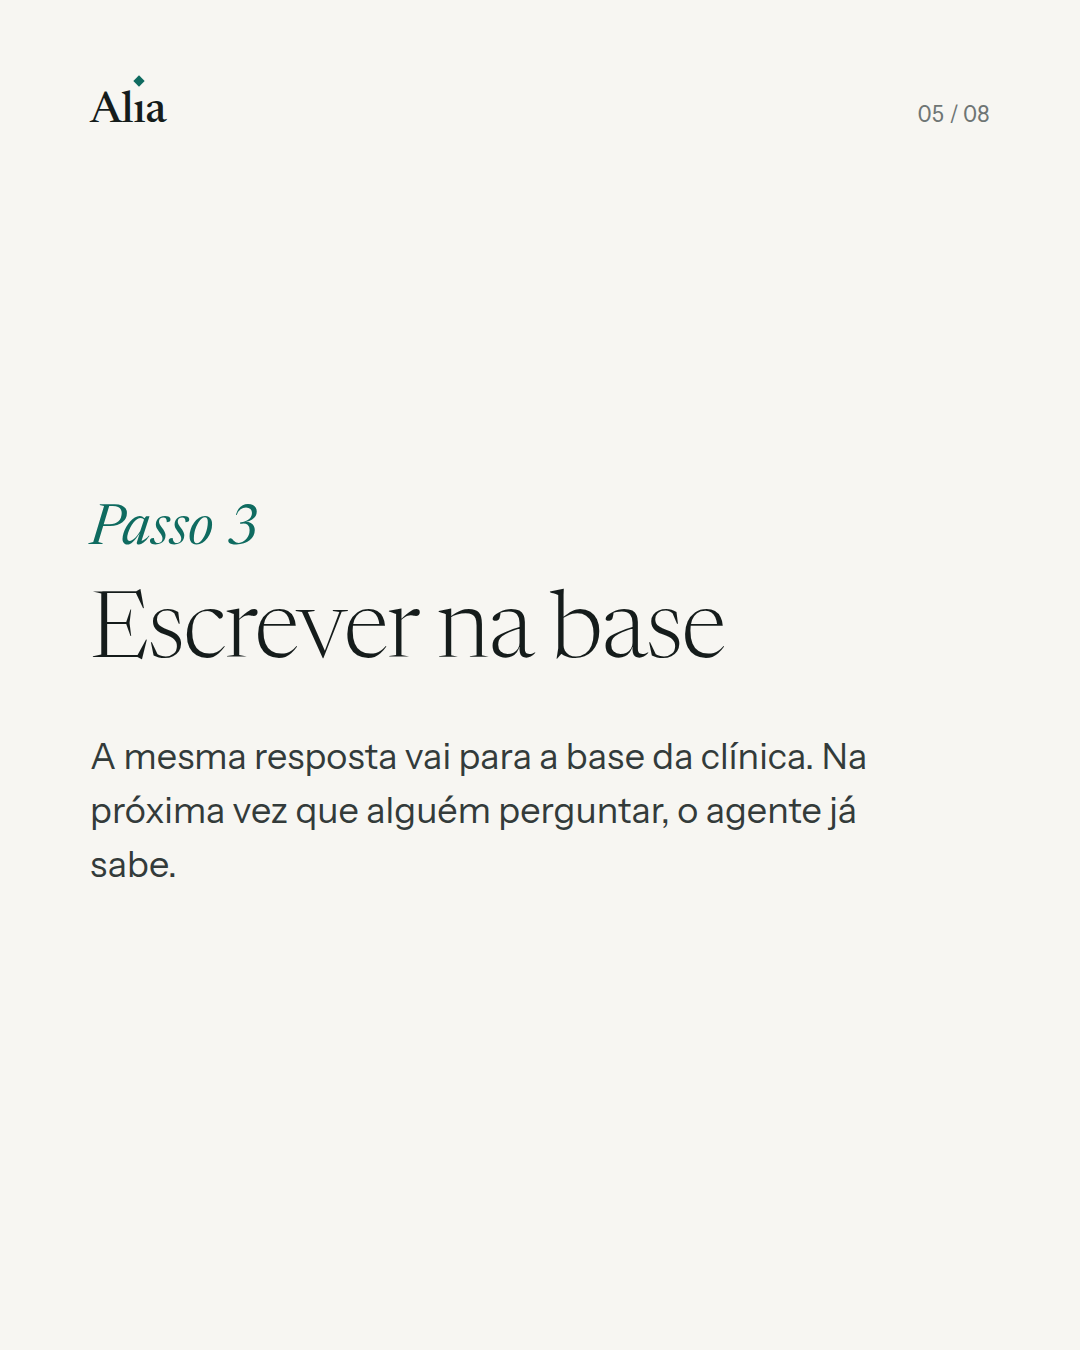 Alia
05 / 08
Passo 3
Escrever na base
A mesma resposta vai para a base da clínica. Na
próxima vez que alguém perguntar, o agente já
sabe.